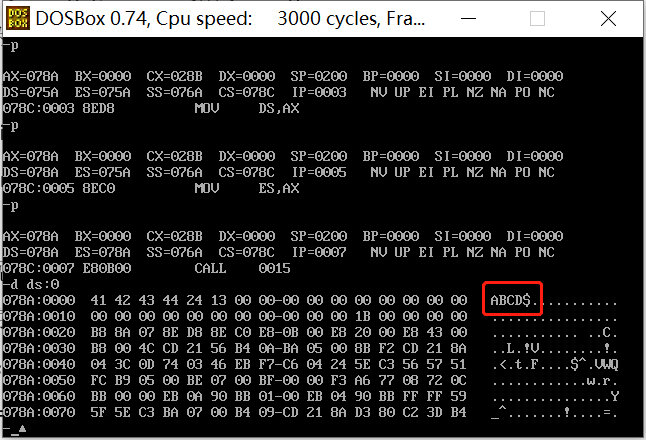 DOS
BOX
DOSBox 0.74, Cpu speed: 3000 cycles, Fra...
-p
AX=078A BX=0000 CX=028B DX=0000 SP=0200 BP=0000 SI=0000 DI=0000
DS=075A ES=075A SS=076A CS=078C IP=0003 NV UP EI PL NZ NA PO NC
078C:0003 8ED8 MOV DS,AX
-p
AX=078A BX=0000 CX=028B DX=0000 SP=0200 BP=0000 SI=0000 DI=0000
DS=078A ES=075A SS=076A CS=078C IP=0005 NV UP EI PL NZ NA PO NC
078C:0005 8EC0 MOV ES,AX
-p
AX=078A BX=0000 CX=028B DX=0000 SP=0200 BP=0000 SI=0000 DI=0000
DS=078A ES=078A SS=076A CS=078C IP=0007 NV UP EI PL NZ NA PO NC
078C:0007 E80B00 CALL 0015
-d ds:0
078A:0000 41 42 43 44 24 13 00 00-00 00 00 00 00 00 00 00 ABCD$...........
078A:0010 00 00 00 00 00 00 00 00-00 00 00 00 1B 00 00 00 ................
078A:0020 B8 8A 07 8E D8 8E C0 E8-0B 00 E8 20 00 E8 43 00 ........... ..C.
078A:0030 B8 00 4C CD 21 56 B4 0A-BA 05 00 8B F2 CD 21 8A ..L.!V........!.
078A:0040 04 3C 0D 74 03 46 EB F7-C6 04 24 5E C3 56 57 51 .<.t.F....$^.VWQ
078A:0050 FC B9 05 00 BE 07 00 BF-00 00 F3 A6 77 08 72 0C ............w.r.
078A:0060 BB 00 00 EB 0A 90 BB 01-00 EB 04 90 BB FF FF 59 ...............Y
078A:0070 5F 5E C3 BA 07 00 B4 09-CD 21 8A D3 80 C2 3D B4 _^.......!....=.
-_